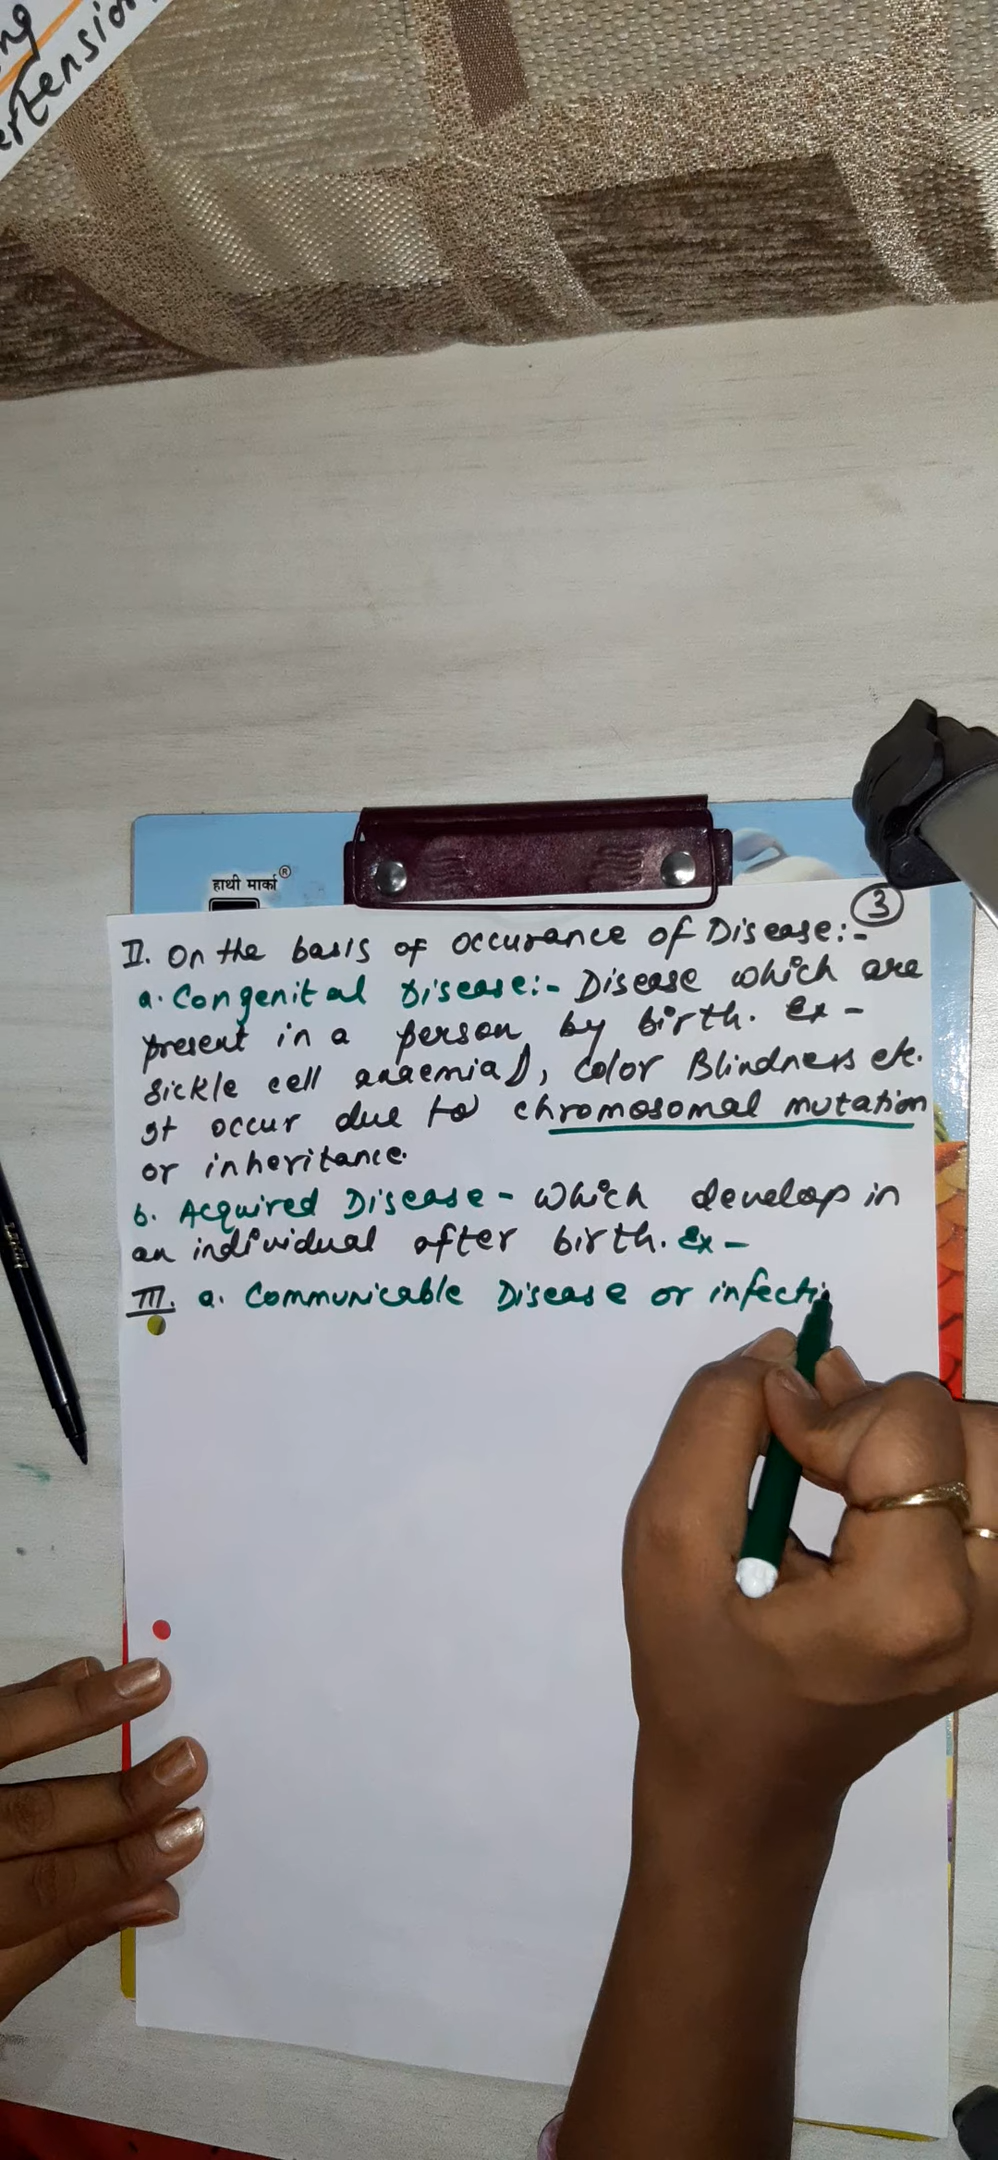 ng
ertension
हाथी मार्का®
3
II. On the basis of occurance of Disease:-
a. Congenital Disease:- Disease which are
present in a person by birth. Ex -
Sickle cell anaemia, color Blindness etc.
It occur due to chromosomal mutation
or inheritance.
b. Acquired Disease - which develop in
an individual after birth. Ex -
III. a. Communicable Disease or infecti